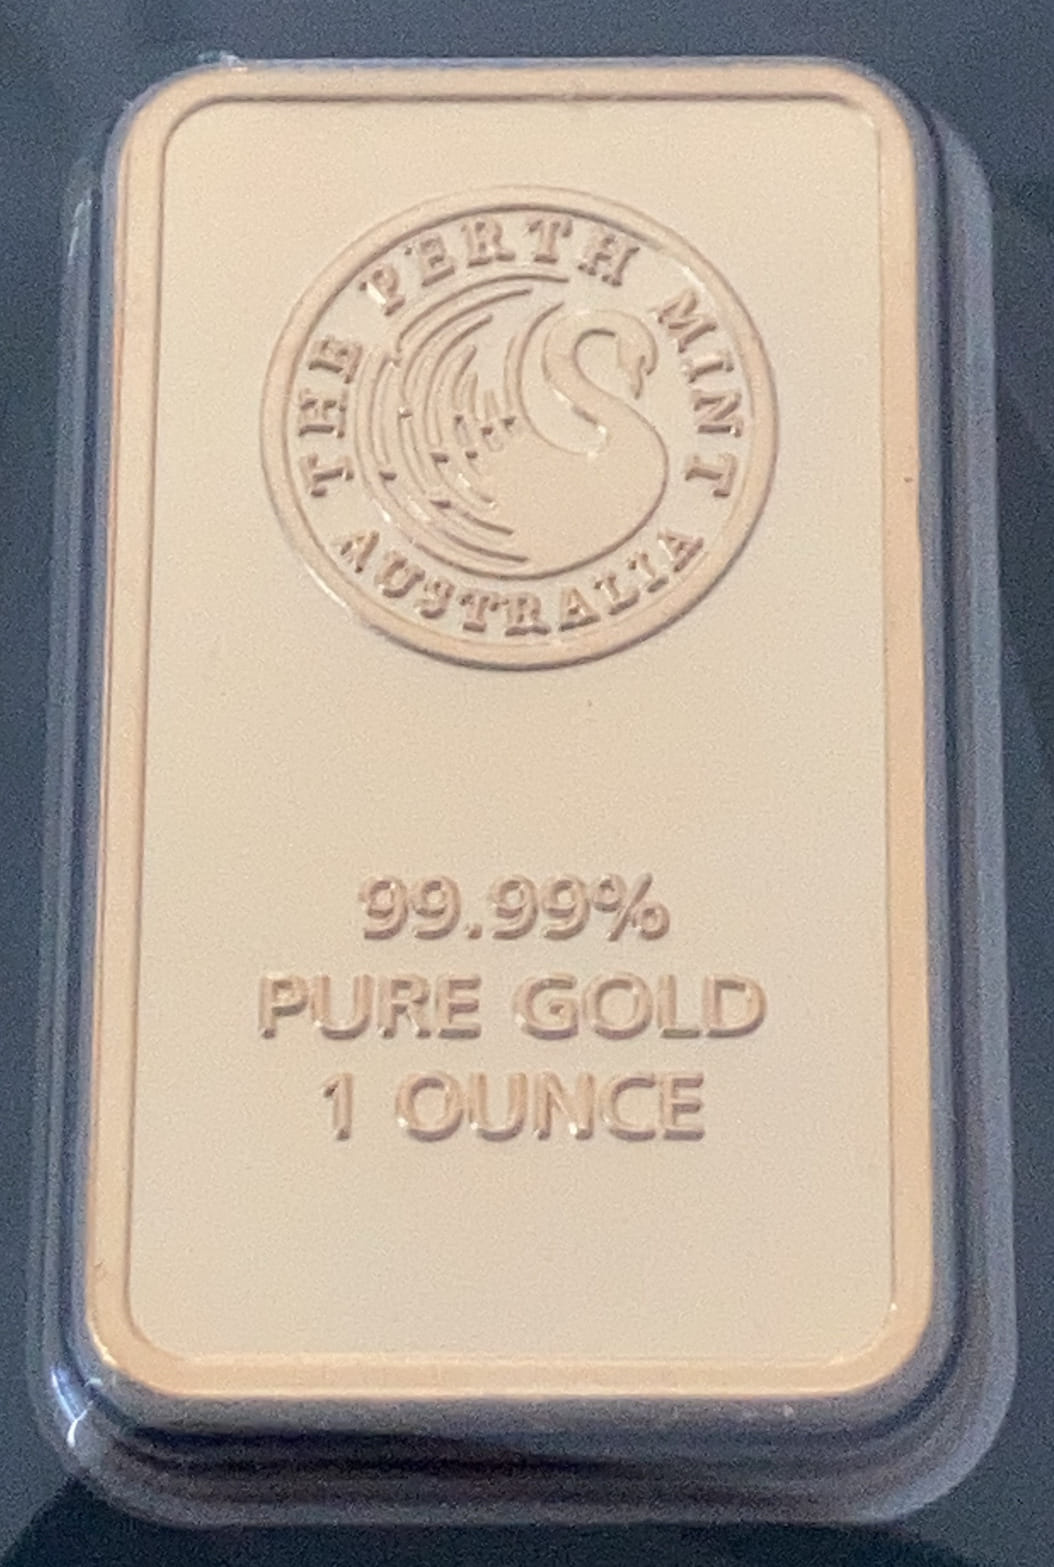 THE PERTH MINT
AUSTRALIA
99.99%
PURE GOLD
1 OUNCE